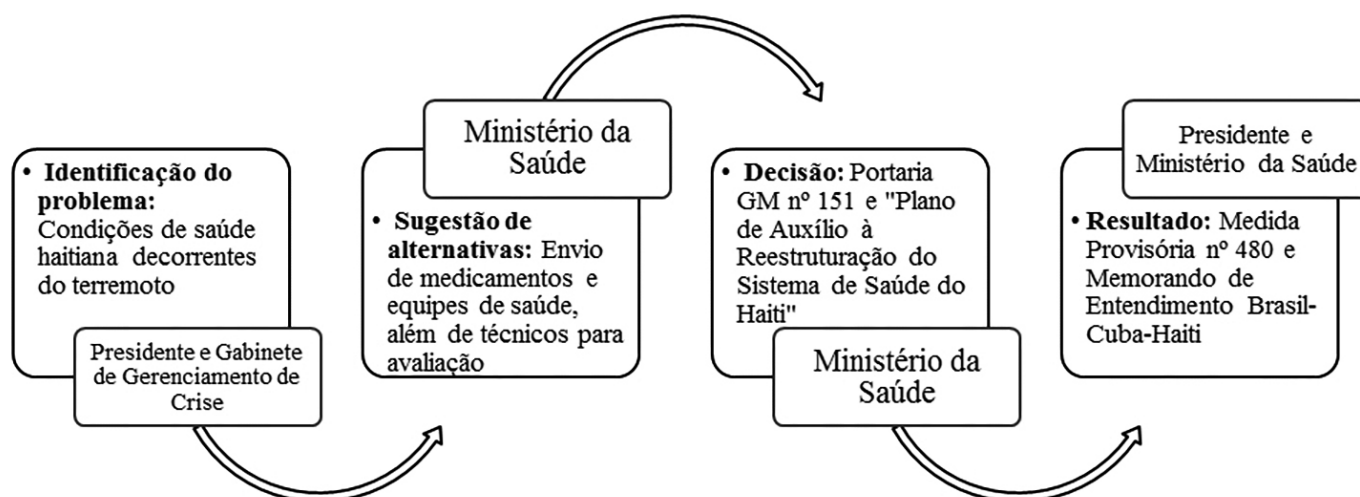 • Identificação do
problema:
Condições de saúde
haitiana decorrentes
do terremoto
Presidente e Gabinete
de Gerenciamento de
Crise
Ministério da
Saúde
• Sugestão de
alternativas: Envio
de medicamentos e
equipes de saúde,
além de técnicos para
avaliação
• Decisão: Portaria
GM nº 151 e "Plano
de Auxílio à
Reestruturação do
Sistema de Saúde do
Haiti"
Ministério da
Saúde
Presidente e
Ministério da Saúde
• Resultado: Medida
Provisória nº 480 e
Memorando de
Entendimento Brasil-
Cuba-Haiti